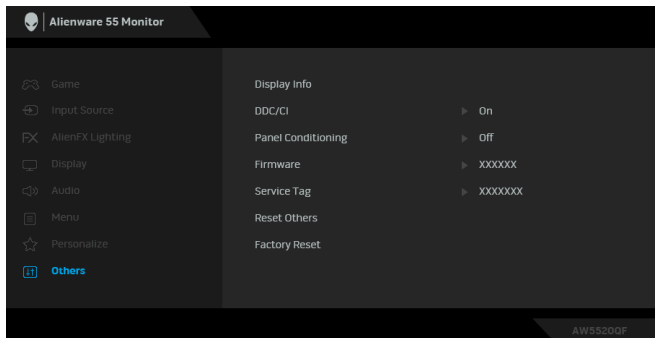 Alienware 55 Monitor
Game
Input Source
AlienFX Lighting
Display
Audio
Menu
Personalize
Others
Display Info
DDC/CI On
Panel Conditioning Off
Firmware XXXXXX
Service Tag XXXXXXX
Reset Others
Factory Reset
AW5520QF